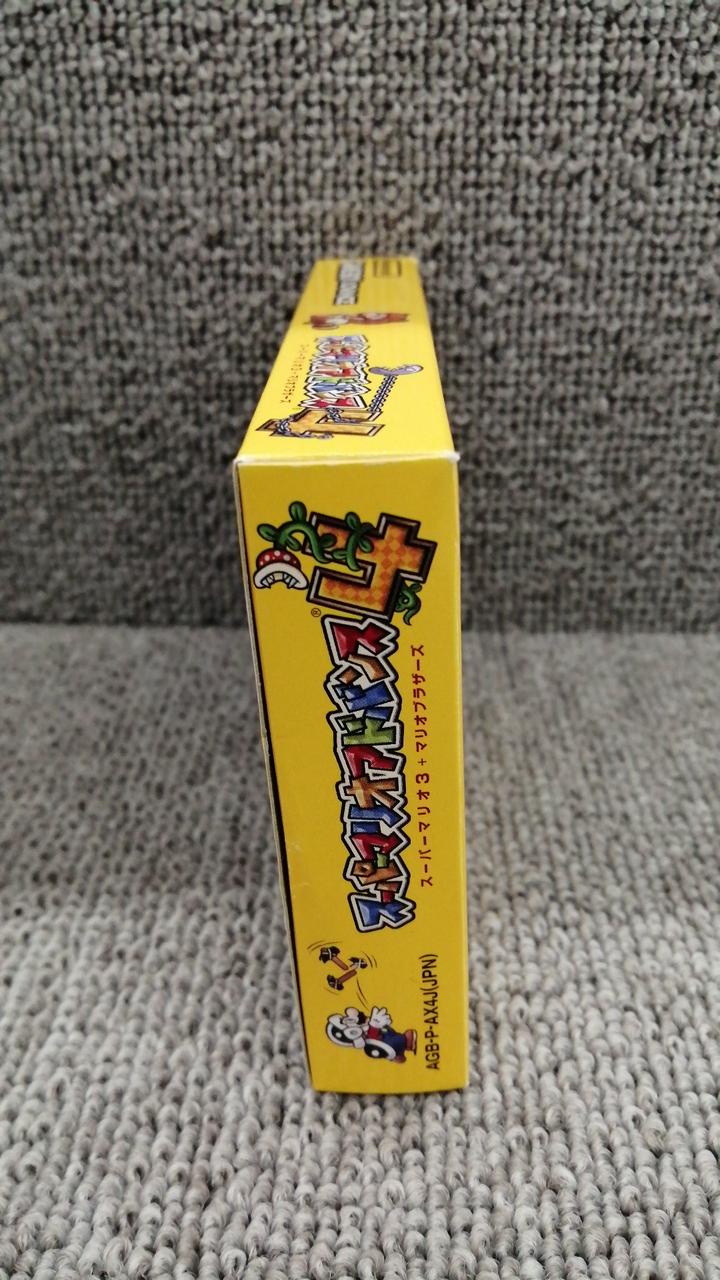 スーパーマリオアドバンス4
®
スーパーマリオ3+マリオブラザーズ
AGB-P-AX4J(JPN)